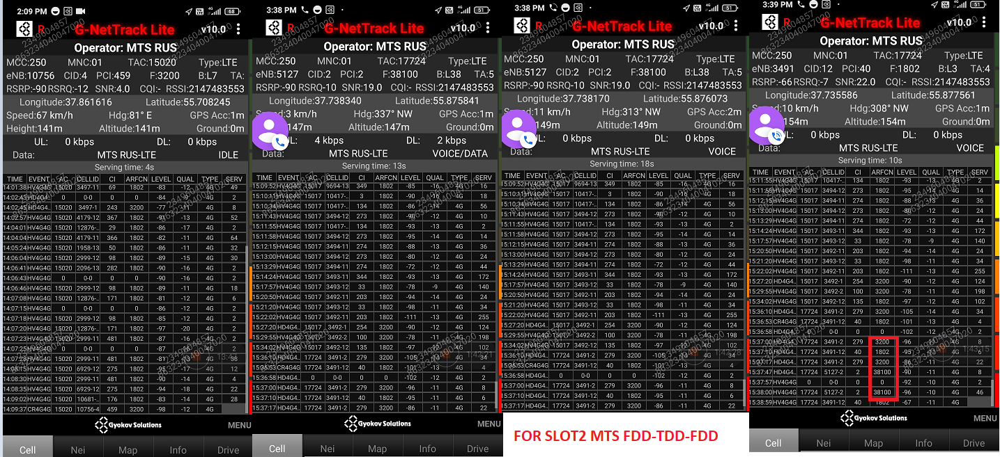 2:09 PM 4G 68
R G-NetTrack Lite v10.0
Operator: MTS RUS
MCC:250 MNC:01 TAC:15020 Type:LTE
eNB:10756 CID:4 PCI:459 F:3200 B:L7 TA:
RSRP:-90 RSRQ:-12 SNR:4.0 CQI:- RSSI:2147483553
Longitude:37.861616 Latitude:55.708245
Speed:67 km/h Hdg:81° E GPS Acc:1m
Height:141m Altitude:141m Ground:0m
UL: 0 kbps DL: 0 kbps
Data: MTS RUS-LTE IDLE
Serving time: 4s
TIME EVENT AC CELLID CI ARFCN LEVEL QUAL TYPE SERV
14:01:38 HV4G4G 15020 3497-11 69 1802 -83 -12 4G 49
14:02:43 HD4G4.. 0 0-0 0 0 -84 -9 4G 2
14:02:45 HD4G4.. 15020 3497-1 243 3200 -77 4G 8
14:02:57 HV4G4G 15020 4179-12 367 1802 -91 -13 4G 52
14:04:01 HV4G4G 15020 12876-.. 29 1802 -86 -17 4G 2
14:04:04 HV4G4G 15020 4179-11 366 1802 -82 -11 4G 64
14:05:24 HV4G4G 15020 1958-13 50 1802 -86 -11 4G 32
14:06:04 HV4G4G 15020 2999-12 98 1802 -89 -15 4G 30
14:06:41 HV4G4G 15020 2096-13 282 1802 -90 -16 4G 2
14:06:43 HV4G4G 0 0-0 0 0 -90 -16 4G 2
14:06:46 HV4G4G 15020 2999-12 98 1802 -89 -11 4G 18
14:07:08 HV4G4G 15020 12876-.. 171 1802 -81 -12 4G 6
14:07:15 HV4G4G 0 0-0 0 0 -86 -12 4G 2
14:07:18 HV4G4G 15020 2999-12 98 1802 -85 -12 4G 2
14:07:20 HV4G4G 15020 12876-.. 171 1802 -97 -20 4G 2
14:07:23 HV4G4G 15020 2999-11 481 1802 -87 -16 4G 2
14:07:25 HV4G4G 0 0-0 0 0 4G 2
14:07:28 HV4G4G 15020 2999-11 481 1802 -81 -13 4G 38
14:08:15 HV4G4G 15020 6929-12 275 1802 -95 -17 4G 12
14:08:30 HV4G4G 15020 2999-11 481 1802 -90 -14 4G 4
14:08:35 HV4G4G 15020 6929-12 275 1802 -94 -18 4G 22
14:09:02 HV4G4G 15020 10681-.. 176 1802 -83 -14 4G 28
14:09:37 CR4G4G 15020 10756-4 459 3200 -98 -12 4G
Gyokov Solutions MENU
Cell Nei Map Info Drive
3:38 PM 4G 51
R G-NetTrack Lite v10.0
Operator: MTS RUS
MCC:250 MNC:01 TAC:17724 Type:LTE
eNB:5127 CID:2 PCI:2 F:38100 B:L38 TA:5
RSRP:-90 RSRQ-10 SNR:19.0 CQI:- RSSI:2147483553
Longitude:37.738340 Latitude:55.875841
Speed:3 km/h Hdg:337° NW GPS Acc:1m
147m Altitude:147m Ground:0m
UL: 4 kbps DL: 2 kbps
Data: MTS RUS-LTE VOICE/DATA
Serving time: 13s
TIME EVENT AC CELLID CI ARFCN LEVEL QUAL TYPE SERV
15:09:52 HV4G4G 15017 9694-13 349 1802 -85 -16 4G 16
15:10:11 HV4G4G 15017 10417-.. 3 1802 -90 -16 4G 18
15:10:34 HV4G4G 15017 10417-.. 134 1802 -86 -14 4G 56
15:11:43 HV4G4G 15017 3494-12 273 1802 -90 -12 4G 10
15:11:55 HV4G4G 15017 10417-.. 134 1802 -93 -13 4G 2
15:11:58 HV4G4G 15017 3494-12 273 1802 -95 -14 4G 14
15:12:15 HV4G4G 15017 3494-11 274 1802 -88 -13 4G 36
15:13:00 HV4G4G 15017 3494-12 273 1802 -80 -12 4G 24
15:13:29 HV4G4G 15017 3494-11 274 1802 -72 -12 4G 44
15:14:24 HV4G4G 15017 3493-11 344 1802 -93 -13 4G 172
15:17:57 HV4G4G 15017 3493-12 33 1802 -78 -9 4G 140
15:20:50 HV4G4G 15017 3492-11 203 1802 -94 -14 4G 24
15:21:20 HV4G4G 15017 3493-12 33 1802 -98 -11 4G 34
15:22:02 HV4G4G 15017 3492-11 203 1802 -111 -13 4G 255
15:27:20 HD4G4.. 15017 3492-1 254 3200 -90 -12 4G 124
15:29:55 HV4G4G 15017 3492-2 100 3200 -78 -11 4G 198
15:34:02 HD4G4.. 15017 3492-12 135 1802 -97 4G 102
15:36:10 HD4G4.. 17724 3491-2 279 3200 -105 -14 4G 34
15:36:53 CR4G4G 17724 3491-12 40 1802 -101 -13 4G 4
15:36:58 HD4G4.. 0 0-0 0 0 -102 -12 4G 2
15:37:00 HD4G4.. 17724 3491-2 279 3200 -96 -11 4G 8
15:37:10 HD4G4.. 17724 3491-12 40 1802 -95 -11 4G 6
15:37:17 HD4G4.. 17724 3491-2 279 3200 -86 -11 4G 22
Gyokov Solutions MENU
Cell Nei Map Info Drive
3:38 PM 4G 51
R G-NetTrack Lite v10.0
Operator: MTS RUS
MCC:250 MNC:01 TAC:17724 Type:LTE
eNB:5127 CID:2 PCI:2 F:38100 B:L38 TA:5
RSRP:-90 RSRQ-10 SNR:19.0 CQI:- RSSI:2147483553
Longitude:37.738170 Latitude:55.876073
Speed:11 km/h Hdg:313° NW GPS Acc:2m
149m Altitude:149m Ground:0m
UL: 0 kbps DL: 0 kbps
Data: MTS RUS-LTE VOICE
Serving time: 18s
TIME EVENT AC CELLID CI ARFCN LEVEL QUAL TYPE SERV
15:09:52 HV4G4G 15017 9694-13 349 1802 -85 -16 4G 16
15:10:11 HV4G4G 15017 10417-.. 3 1802 -90 -16 4G 18
15:10:34 HV4G4G 15017 10417-.. 134 1802 -86 -14 4G 56
15:11:43 HV4G4G 15017 3494-12 273 1802 -90 -12 4G 10
15:11:55 HV4G4G 15017 10417-.. 134 1802 -93 -13 4G 2
15:11:58 HV4G4G 15017 3494-12 273 1802 -95 -14 4G 14
15:12:15 HV4G4G 15017 3494-11 274 1802 -88 -13 4G 36
15:13:00 HV4G4G 15017 3494-12 273 1802 -80 -12 4G 24
15:13:29 HV4G4G 15017 3494-11 274 1802 -72 -12 4G 44
15:14:24 HV4G4G 15017 3493-11 344 1802 -93 -13 4G 172
15:17:57 HV4G4G 15017 3493-12 33 1802 -78 -9 4G 140
15:20:50 HV4G4G 15017 3492-11 203 1802 -94 -14 4G 24
15:21:20 HV4G4G 15017 3493-12 33 1802 -98 -11 4G 34
15:22:02 HV4G4G 15017 3492-11 203 1802 -111 -13 4G 255
15:27:20 HD4G4.. 15017 3492-1 254 3200 -90 -12 4G 124
15:29:55 HV4G4G 15017 3492-2 100 3200 -78 -11 4G 198
15:34:02 HD4G4.. 15017 3492-12 135 1802 -97 4G 102
15:36:10 HD4G4.. 17724 3491-2 279 3200 -105 4G 34
15:36:53 CR4G4G 17724 3491-12 40 1802 -101 -13 4G 4
15:36:58 HD4G4.. 0 0-0 0 0 -102 -12 4G 2
15:37:00 HD4G4.. 17724 3491-2 279 3200 -96 -11 4G 8
15:37:10 HD4G4.. 17724 3491-12 40 1802 -95 -11 4G 6
15:37:17 HD4G4.. 17724 3491-2 279 3200 -86 -11 4G 22
FOR SLOT2 MTS FDD-TDD-FDD
3:39 PM 4G 51
R G-NetTrack Lite v10.0
Operator: MTS RUS
MCC:250 MNC:01 TAC:17724 Type:LTE
eNB:3491 CID:12 PCI:40 F:1802 B:L3 TA:4
RSRP:-66 RSRQ:-7 SNR:22.0 CQI:- RSSI:2147483553
Longitude:37.735586 Latitude:55.877561
Speed:10 km/h Hdg:308° NW GPS Acc:1m
154m Altitude:154m Ground:0m
UL: 0 kbps DL: 0 kbps
Data: MTS RUS-LTE VOICE
Serving time: 10s
TIME EVENT AC CELLID CI ARFCN LEVEL QUAL TYPE SERV
15:11:55 HV4G4G 15017 10417-.. 134 1802 -93 -13 4G 2
15:11:58 HV4G4G 15017 3494-12 273 1802 -95 -14 4G 14
15:12:15 HV4G4G 15017 3494-11 274 1802 -88 -13 4G 36
15:13:00 HV4G4G 15017 3494-12 273 1802 -80 -12 4G 24
15:13:29 HV4G4G 15017 3494-11 274 1802 -72 -12 4G 44
15:14:24 HV4G4G 15017 3493-11 344 1802 -93 -13 4G 172
15:17:57 HV4G4G 15017 3493-12 33 1802 -78 -9 4G 140
15:20:50 HV4G4G 15017 3492-11 203 1802 -94 -14 4G 24
15:21:20 HV4G4G 15017 3493-12 33 1802 -98 -11 4G 34
15:22:02 HV4G4G 15017 3492-11 203 1802 -111 -13 4G 255
15:27:20 HD4G4.. 15017 3492-1 254 3200 -90 -12 4G 124
15:29:55 HV4G4G 15017 3492-2 100 3200 -78 -11 4G 198
15:34:02 HV4G4G 15017 3492-12 135 1802 -97 -12 4G 102
15:36:10 HD4G4.. 17724 3491-2 279 3200 -105 -14 4G 34
15:36:53 CR4G4G 17724 3491-12 40 1802 -101 -13 4G 4
15:36:58 HD4G4.. 0 0-0 0 0 -102 -12 4G 2
15:37:00 HD4G4.. 17724 3491-2 279 3200 -96 4G 8
15:37:10 HD4G4.. 17724 3491-12 40 1802 -95 4G 6
15:37:17 HD4G4.. 17724 3491-2 279 3200 -86 -11 4G 22
15:37:47 HD4G4.. 17724 5127-2 2 38100 -90 -11 4G 8
15:37:57 HV4G4G 0 0-0 0 0 -92 -10 4G 2
15:38:00 HV4G4G 17724 5127-2 2 38100 -96 -10 4G 46
15:38:59 HD4G4G 17724 3491-12 40 1802 -67 -11 4G
Gyokov Solutions MENU
Cell Nei Map Info Drive